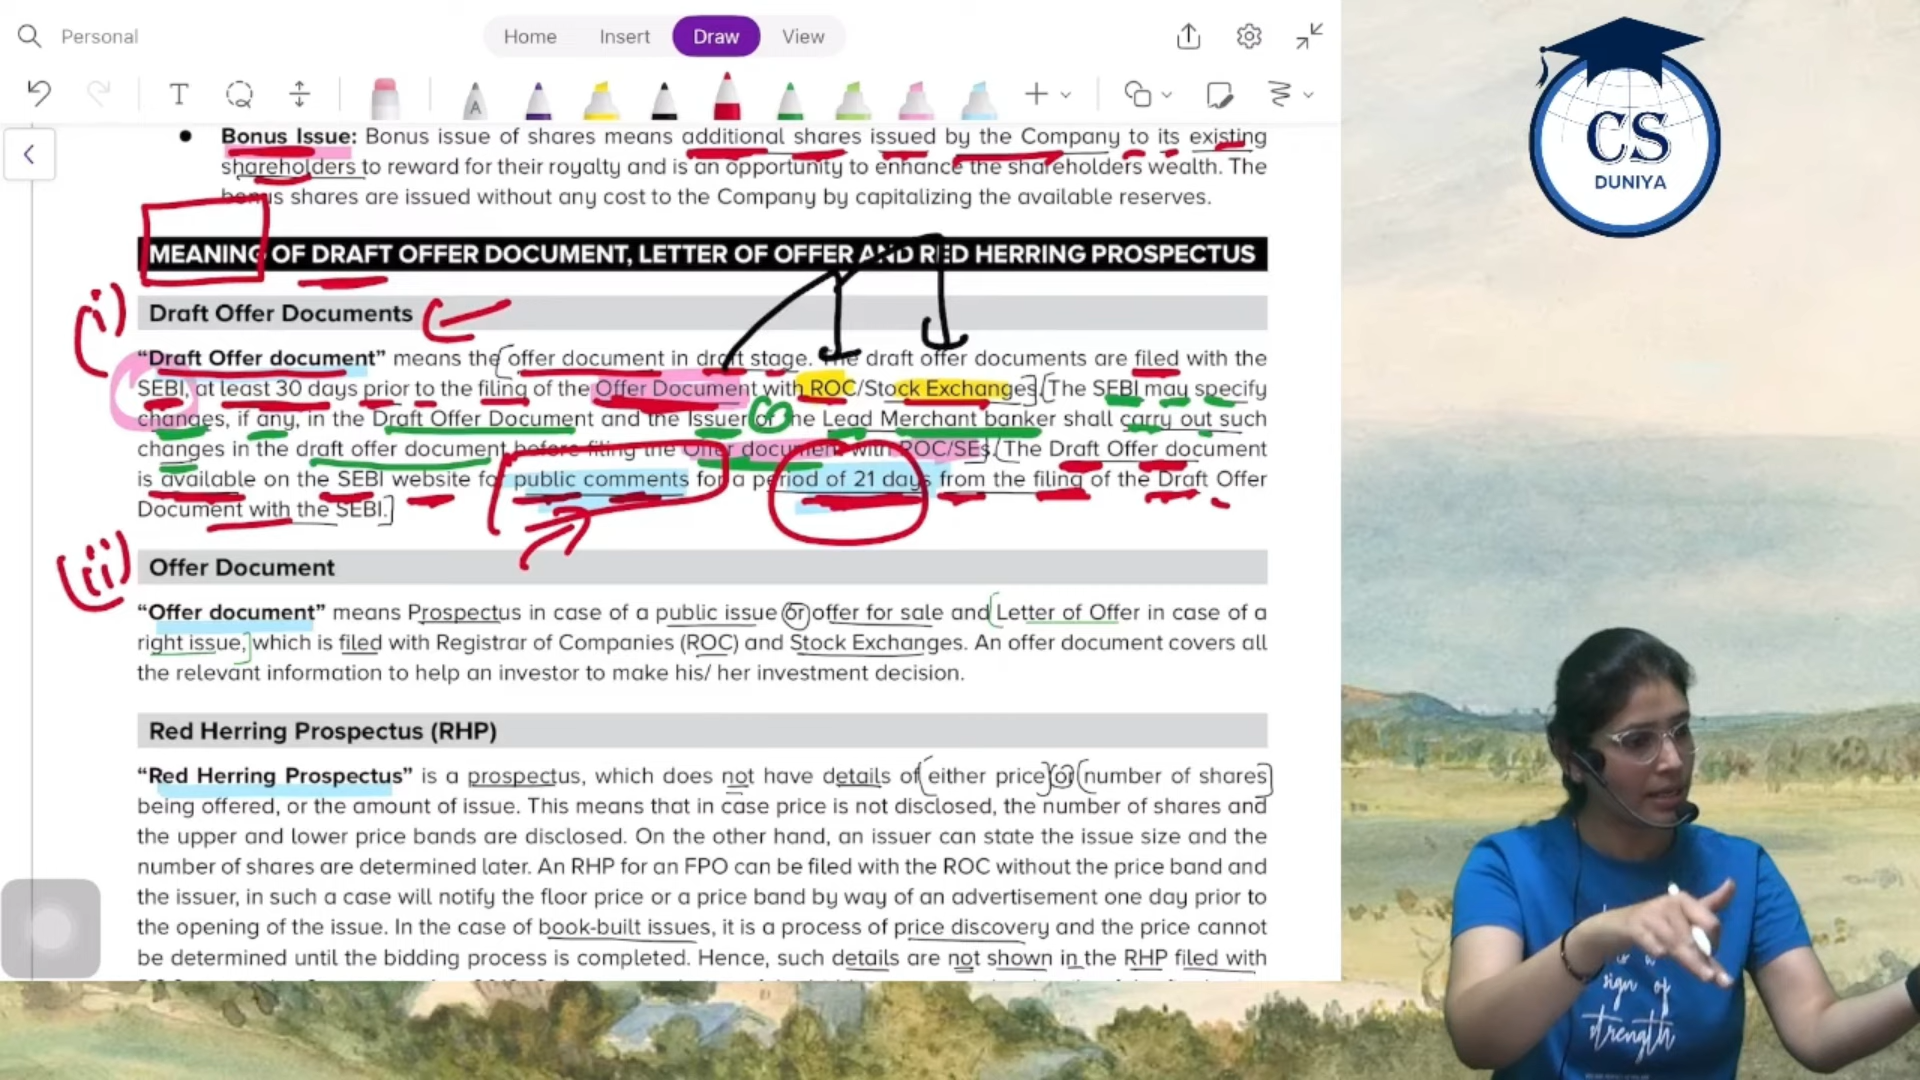 Personal
Home Insert Draw View
T
A
Bonus Issue: Bonus issue of shares means additional shares issued by the Company to its existing
shareholders to reward for their royalty and is an opportunity to enhance the shareholders wealth. The
bonus shares are issued without any cost to the Company by capitalizing the available reserves.
MEANING OF DRAFT OFFER DOCUMENT, LETTER OF OFFER AND RED HERRING PROSPECTUS
(i)
Draft Offer Documents
“Draft Offer document” means the offer document in draft stage. The draft offer documents are filed with the
SEBI, at least 30 days prior to the filing of the Offer Document with ROC/Stock Exchanges. The SEBI may specify
changes, if any, in the Draft Offer Document and the Issuer or the Lead Merchant banker shall carry out such
changes in the draft offer document before filing the Offer document with ROC/SEs. The Draft Offer document
is available on the SEBI website for public comments for a period of 21 days from the filing of the Draft Offer
Document with the SEBI.
(ii)
Offer Document
“Offer document” means Prospectus in case of a public issue or offer for sale and Letter of Offer in case of a
right issue, which is filed with Registrar of Companies (ROC) and Stock Exchanges. An offer document covers all
the relevant information to help an investor to make his/ her investment decision.
Red Herring Prospectus (RHP)
“Red Herring Prospectus” is a prospectus, which does not have details of either price or number of shares
being offered, or the amount of issue. This means that in case price is not disclosed, the number of shares and
the upper and lower price bands are disclosed. On the other hand, an issuer can state the issue size and the
number of shares are determined later. An RHP for an FPO can be filed with the ROC without the price band and
the issuer, in such a case will notify the floor price or a price band by way of an advertisement one day prior to
the opening of the issue. In the case of book-built issues, it is a process of price discovery and the price cannot
be determined until the bidding process is completed. Hence, such details are not shown in the RHP filed with
CS
DUNIYA
is a
sign of
strength